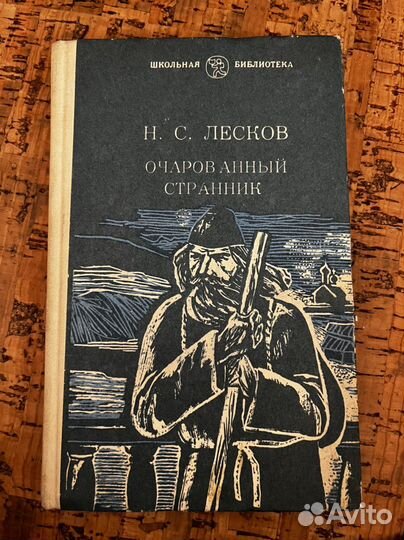 ШКОЛЬНАЯ БИБЛИОТЕКА
Н. С. ЛЕСКОВ
ОЧАРОВАННЫЙ
СТРАННИК
Avito